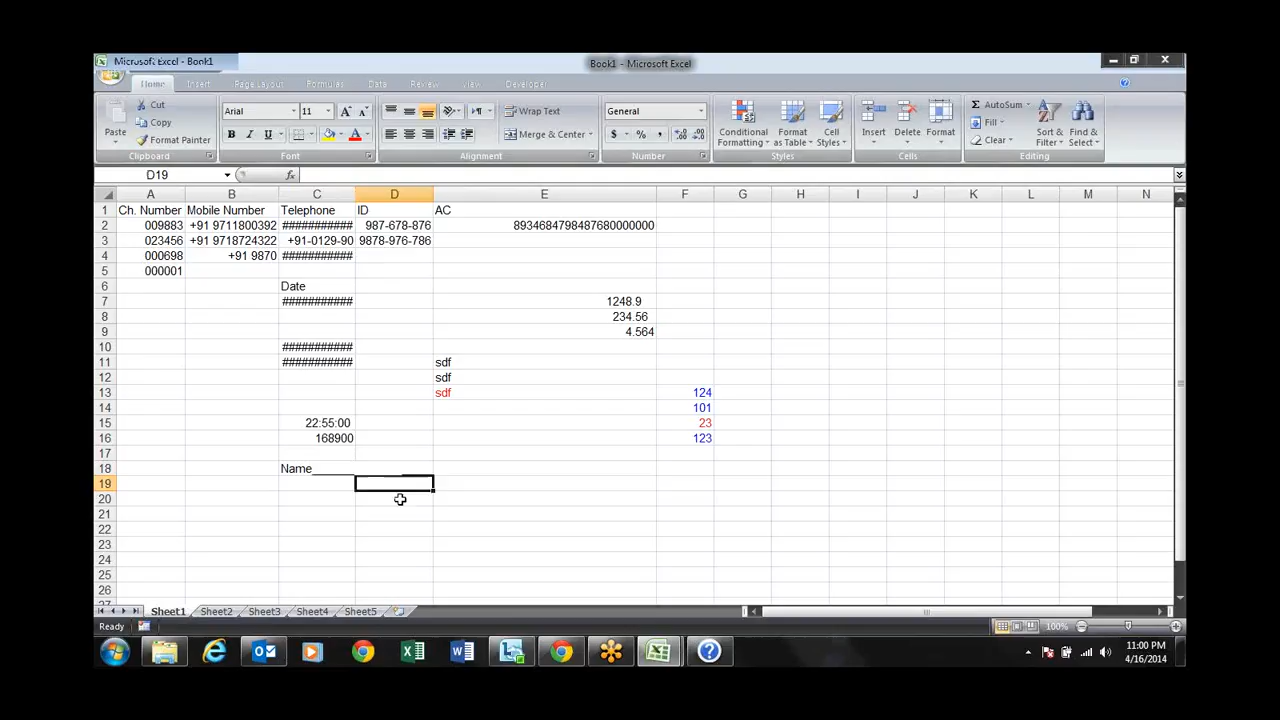 Microsoft Excel - Book1
Book1 - Microsoft Excel
Home Insert Page Layout Formulas Data Review View Developer
Cut
Copy
Format Painter
Paste
Clipboard
Arial 11
B I U
Font
Wrap Text
Merge & Center
Alignment
General
$ % ,
Number
Conditional Formatting
Format as Table
Cell Styles
Styles
Insert Delete Format
Cells
AutoSum
Fill
Clear
Sort & Filter
Find & Select
Editing
D19 fx
A B C D E F G H I J K L M N
1 Ch. Number Mobile Number Telephone ID AC
2 009883 +91 9711800392 ########### 987-678-876 8934684798487680000000
3 023456 +91 9718724322 +91-0129-90 9878-976-786
4 000698 +91 9870 ###########
5 000001
6 Date
7 ########### 1248.9
8 234.56
9 4.564
10 ###########
11 ########### sdf
12 sdf
13 sdf 124
14 101
15 22:55:00 23
16 168900 123
17
18 Name
19
20
21
22
23
24
25
26
Sheet1 Sheet2 Sheet3 Sheet4 Sheet5
Ready 100%
11:00 PM
4/16/2014